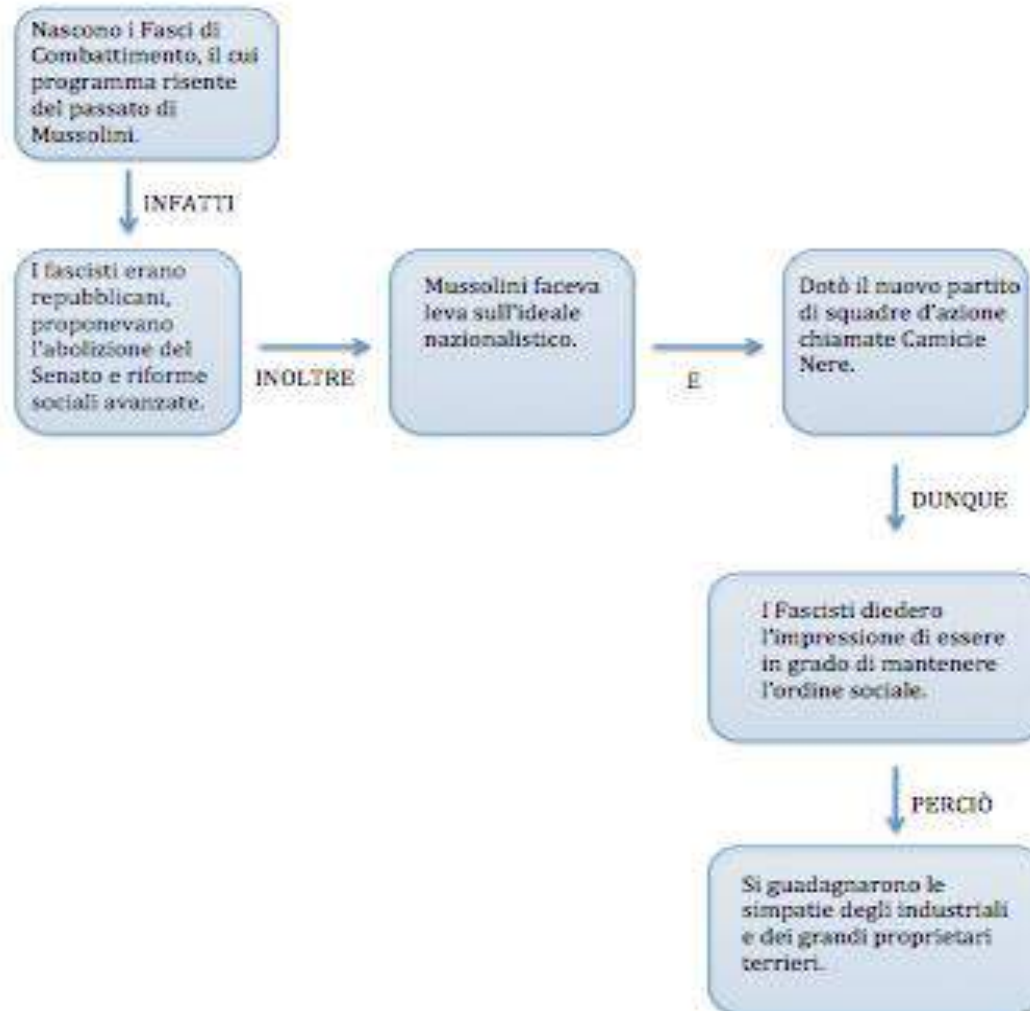 Nascono i Fasci di
Combattimento, il cui
programma risente
del passato di
Mussolini.
INFATTI
I fascisti erano
repubblicani,
proponevano
l'abolizione del
Senato e riforme
sociali avanzate.
INOLTRE
Mussolini faceva
leva sull'ideale
nazionalistico.
E
Dotò il nuovo partito
di squadre d'azione
chiamate Camicie
Nere.
DUNQUE
I Fascisti diedero
l'impressione di essere
in grado di mantenere
l'ordine sociale.
PERCIÒ
Si guadagnarono le
simpatie degli industriali
e dei grandi proprietari
terrieri.